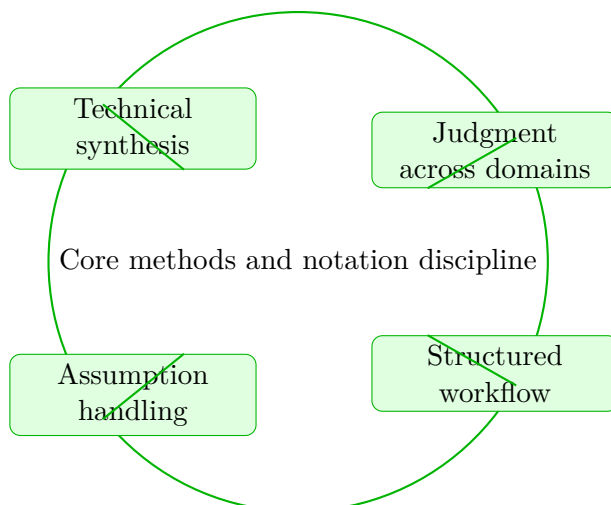 Technical
synthesis
Judgment
across domains
Core methods and notation discipline
Assumption
handling
Structured
workflow